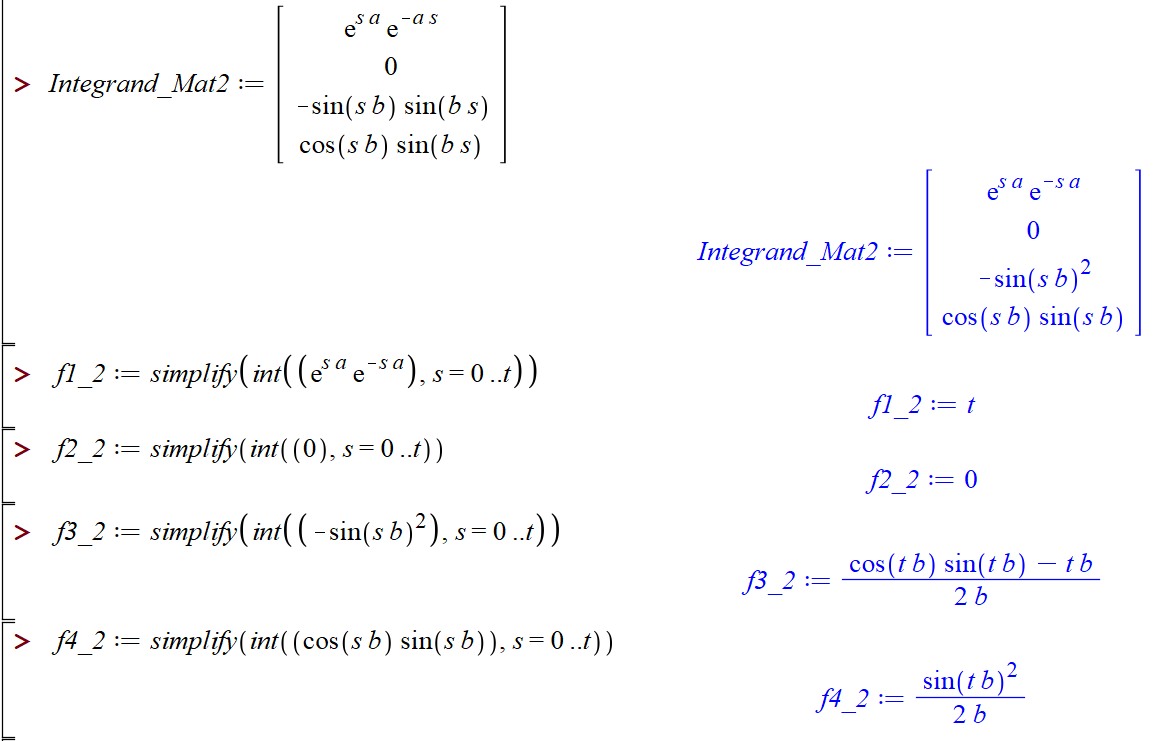 e^{s a} e^{-a s}
0
> Integrand_Mat2 :=
-sin(s b) sin(b s)
cos(s b) sin(b s)
e^{s a} e^{-s a}
0
Integrand_Mat2 :=
-sin(s b)^2
cos(s b) sin(s b)
> f1_2 := simplify(int((e^{s a} e^{-s a}), s = 0 ..t))
f1_2 := t
> f2_2 := simplify(int((0), s = 0 ..t))
f2_2 := 0
> f3_2 := simplify(int((-sin(s b)^2), s = 0 ..t))
f3_2 := \frac{cos(t b) sin(t b) - t b}{2 b}
> f4_2 := simplify(int((cos(s b) sin(s b)), s = 0 ..t))
f4_2 := \frac{sin(t b)^2}{2 b}